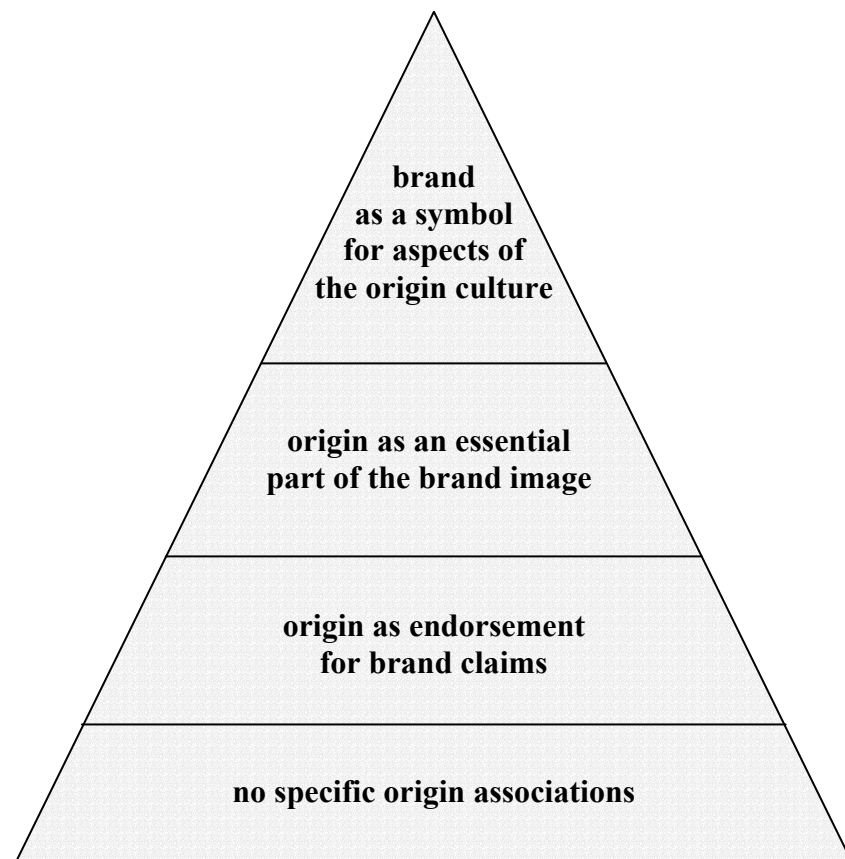 brand
as a symbol
for aspects of
the origin culture
origin as an essential
part of the brand image
origin as endorsement
for brand claims
no specific origin associations